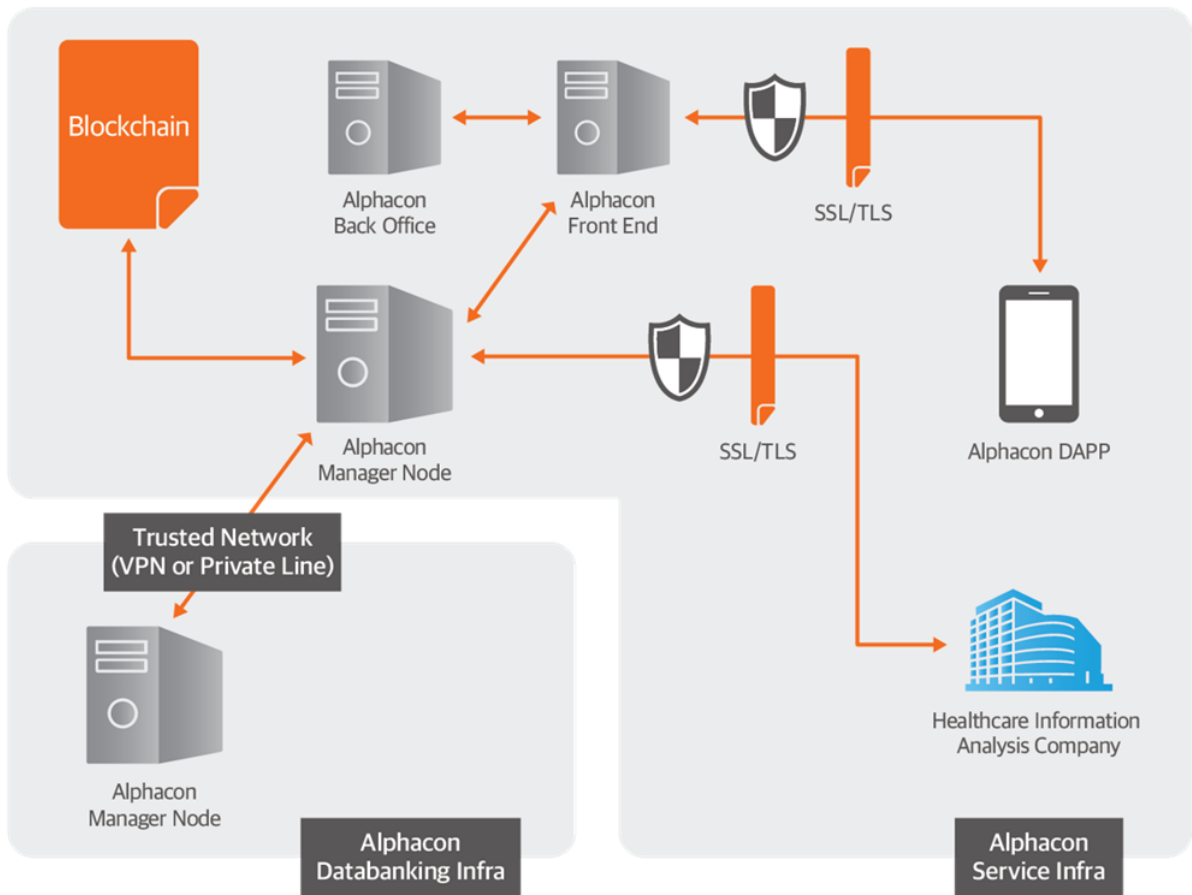 Blockchain
Alphacon
Back Office
Alphacon
Front End
SSL/TLS
Alphacon
Manager Node
SSL/TLS
Alphacon DAPP
Trusted Network
(VPN or Private Line)
Healthcare Information
Analysis Company
Alphacon
Manager Node
Alphacon
Databanking Infra
Alphacon
Service Infra